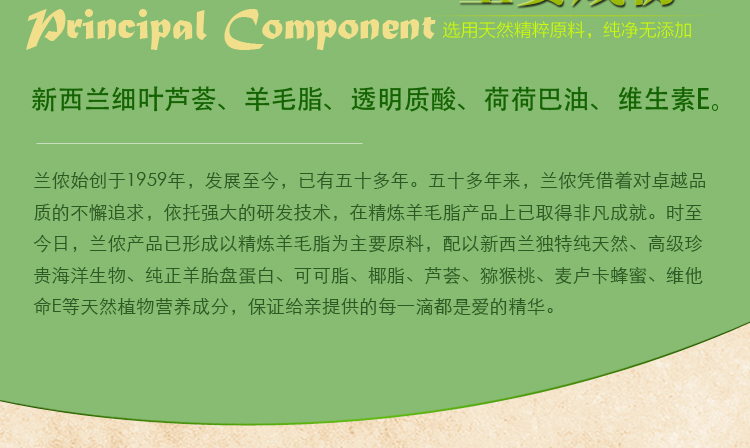 Principal Component
选用天然精粹原料，纯净无添加
新西兰细叶芦荟、羊毛脂、透明质酸、荷荷巴油、维生素E。
兰侬始创于1959年，发展至今，已有五十多年。五十多年来，兰侬凭借着对卓越品
质的不懈追求，依托强大的研发技术，在精炼羊毛脂产品上已取得非凡成就。时至
今日，兰侬产品已形成以精炼羊毛脂为主要原料，配以新西兰独特纯天然、高级珍
贵海洋生物、纯正羊胎盘蛋白、可可脂、椰脂、芦荟、猕猴桃、麦卢卡蜂蜜、维他
命E等天然植物营养成分，保证给亲提供的每一滴都是爱的精华。